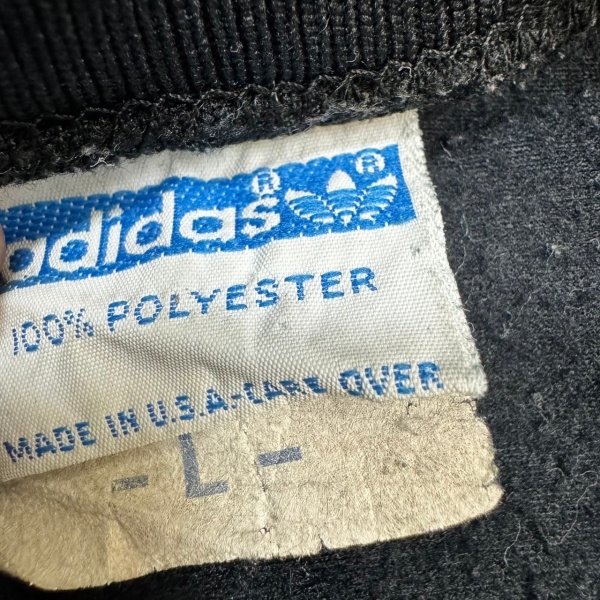 adidas® ®
100% POLYESTER
MADE IN U.S.A.-CARE OVER
- L -